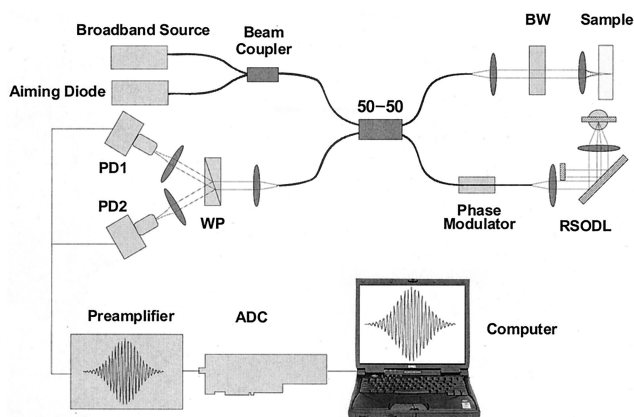 Broadband Source
Beam
Coupler
BW
Sample
Aiming Diode
50–50
PD1
PD2
WP
Phase
Modulator
RSODL
Preamplifier
ADC
Computer